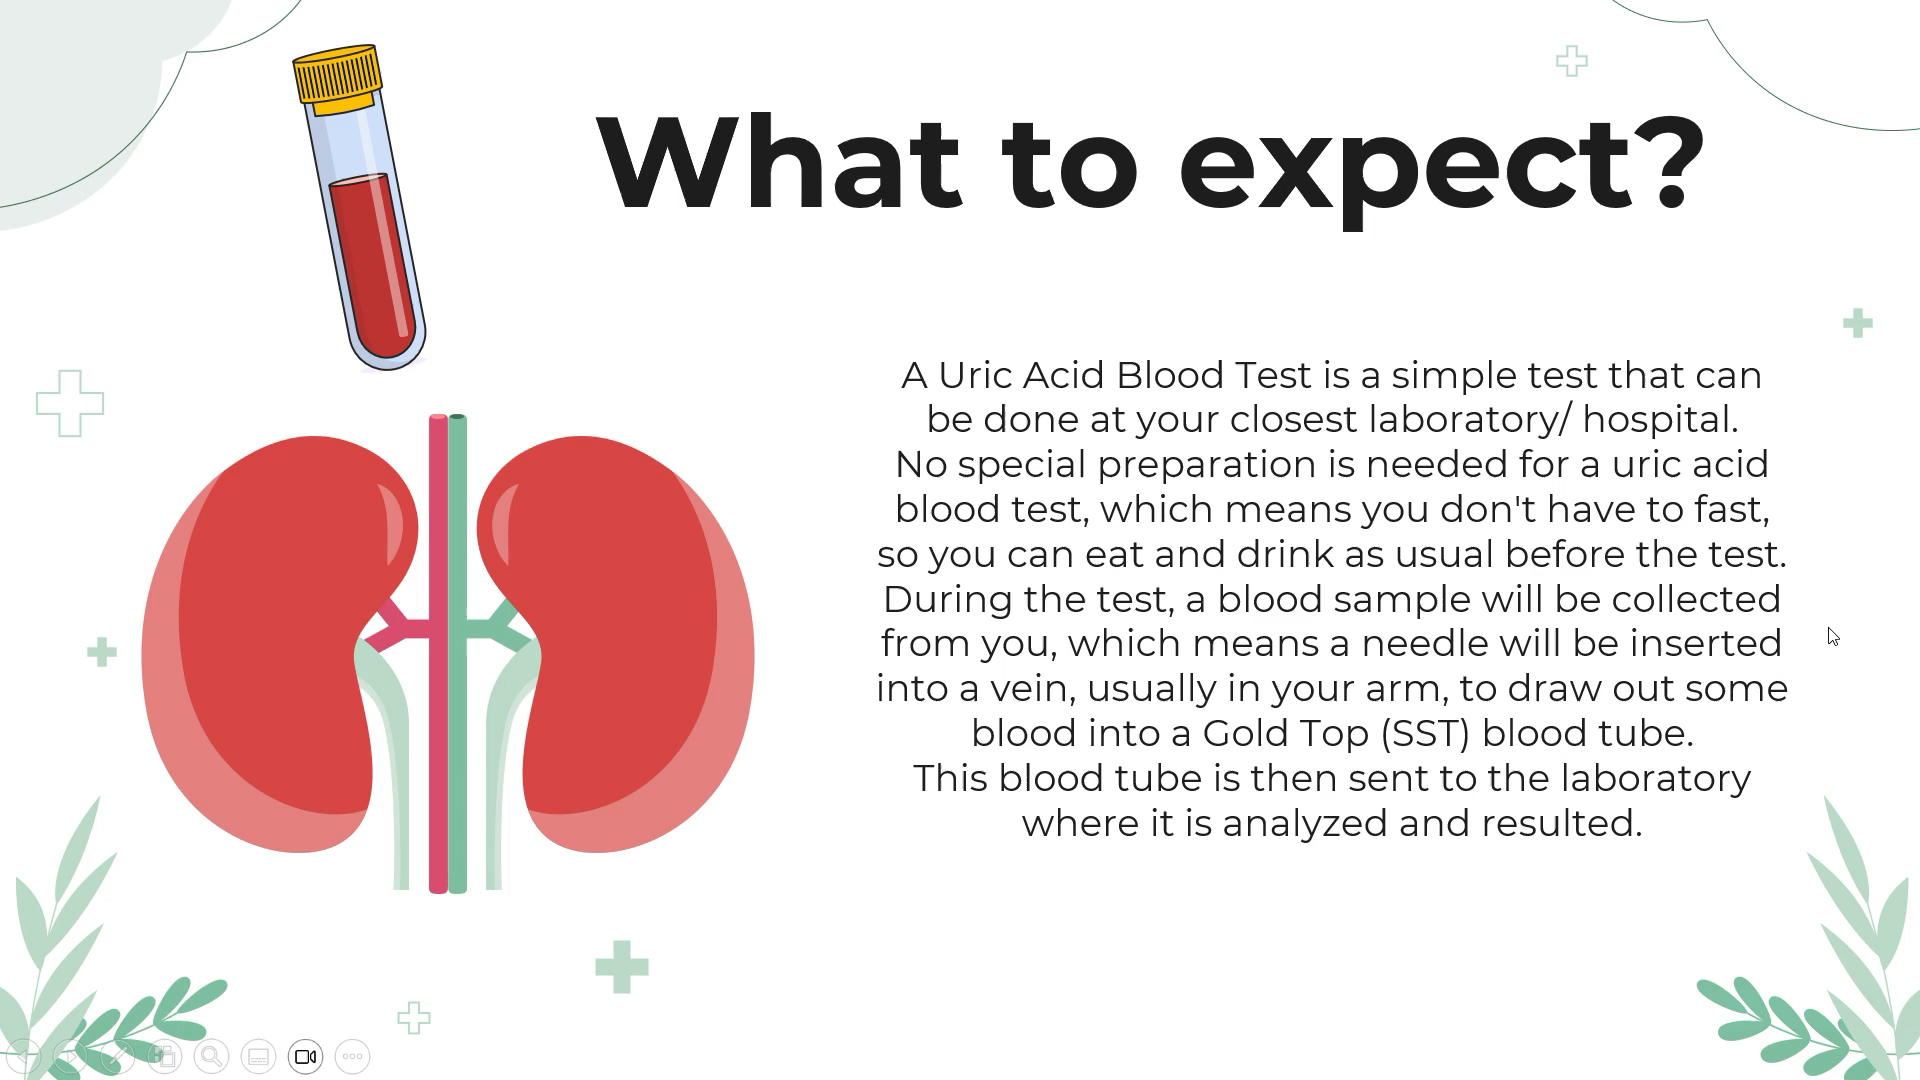 What to expect?
A Uric Acid Blood Test is a simple test that can
be done at your closest laboratory/ hospital.
No special preparation is needed for a uric acid
blood test, which means you don't have to fast,
so you can eat and drink as usual before the test.
During the test, a blood sample will be collected
from you, which means a needle will be inserted
into a vein, usually in your arm, to draw out some
blood into a Gold Top (SST) blood tube.
This blood tube is then sent to the laboratory
where it is analyzed and resulted.